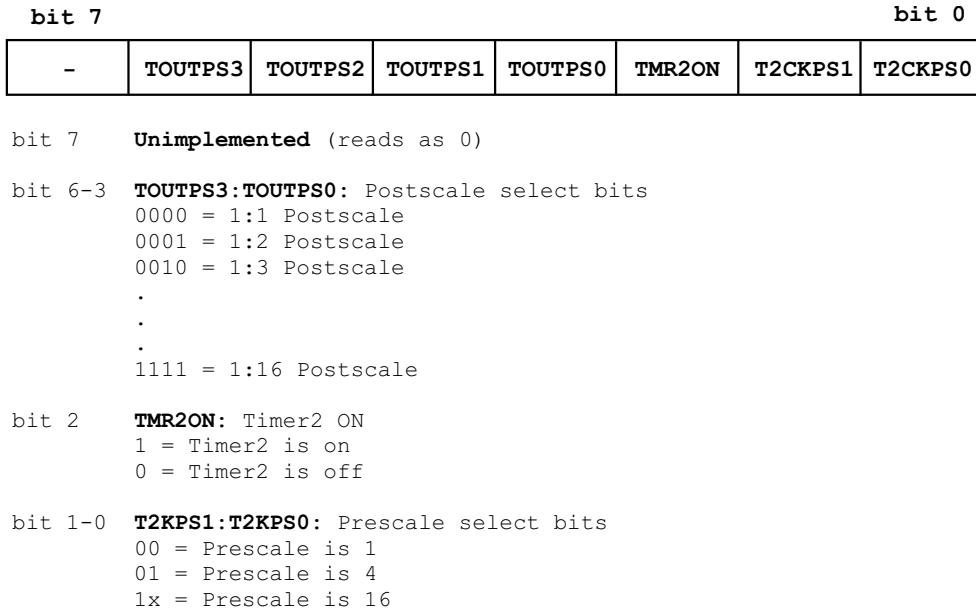 bit 7 bit 0
– TOUTPS3 TOUTPS2 TOUTPS1 TOUTPS0 TMR2ON T2CKPS1 T2CKPS0
bit 7 Unimplemented (reads as 0)
bit 6-3 TOUTPS3:TOUTPS0: Postscale select bits
0000 = 1:1 Postscale
0001 = 1:2 Postscale
0010 = 1:3 Postscale
.
.
.
1111 = 1:16 Postscale
bit 2 TMR2ON: Timer2 ON
1 = Timer2 is on
0 = Timer2 is off
bit 1-0 T2KPS1:T2KPS0: Prescale select bits
00 = Prescale is 1
01 = Prescale is 4
1x = Prescale is 16